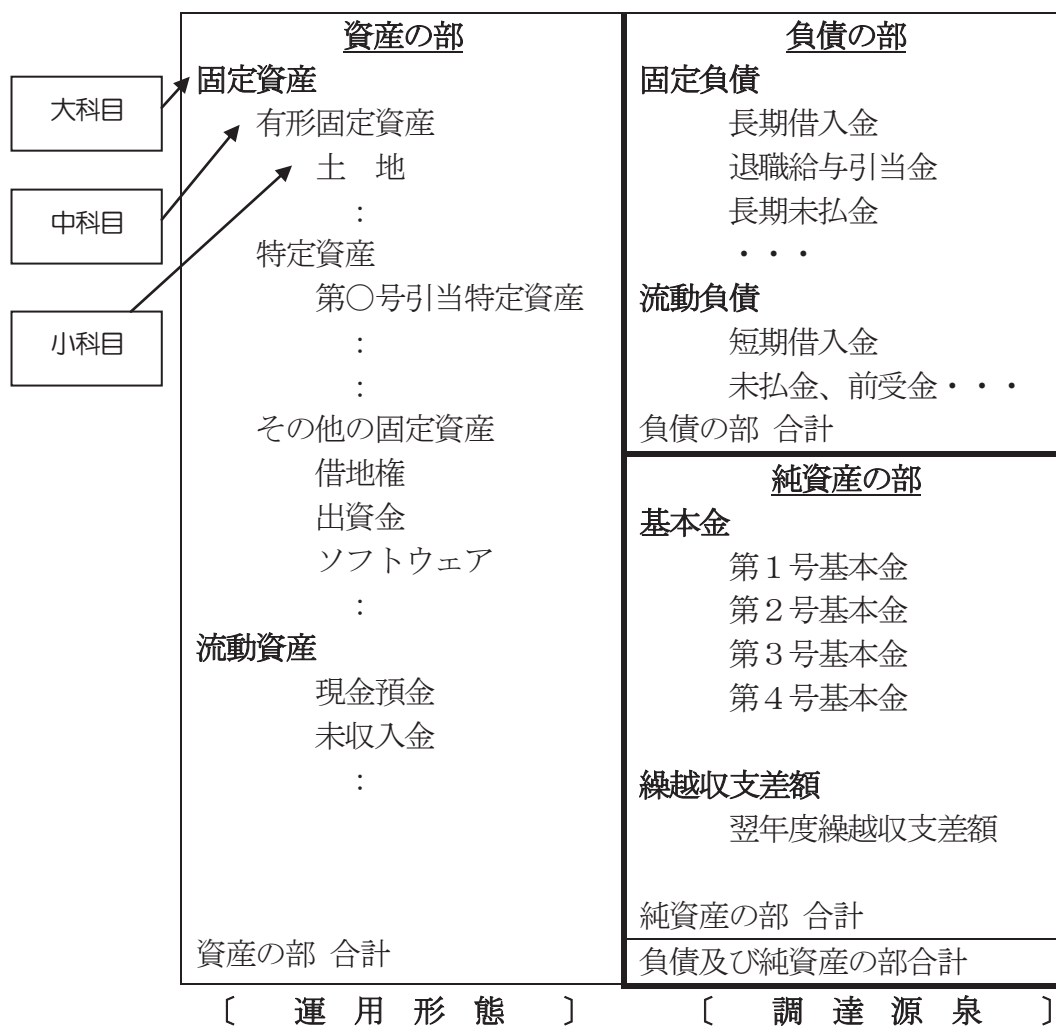 大科目
中科目
小科目
資産の部
固定資産
有形固定資産
土　地
：
特定資産
第○号引当特定資産
：
：
その他の固定資産
借地権
出資金
ソフトウェア
：
流動資産
現金預金
未収入金
：
資産の部 合計
〔　運 用 形 態　〕
負債の部
固定負債
長期借入金
退職給与引当金
長期未払金
・・・
流動負債
短期借入金
未払金、前受金・・・
負債の部 合計
純資産の部
基本金
第１号基本金
第２号基本金
第３号基本金
第４号基本金
繰越収支差額
翌年度繰越収支差額
純資産の部 合計
負債及び純資産の部合計
〔　調 達 源 泉　〕